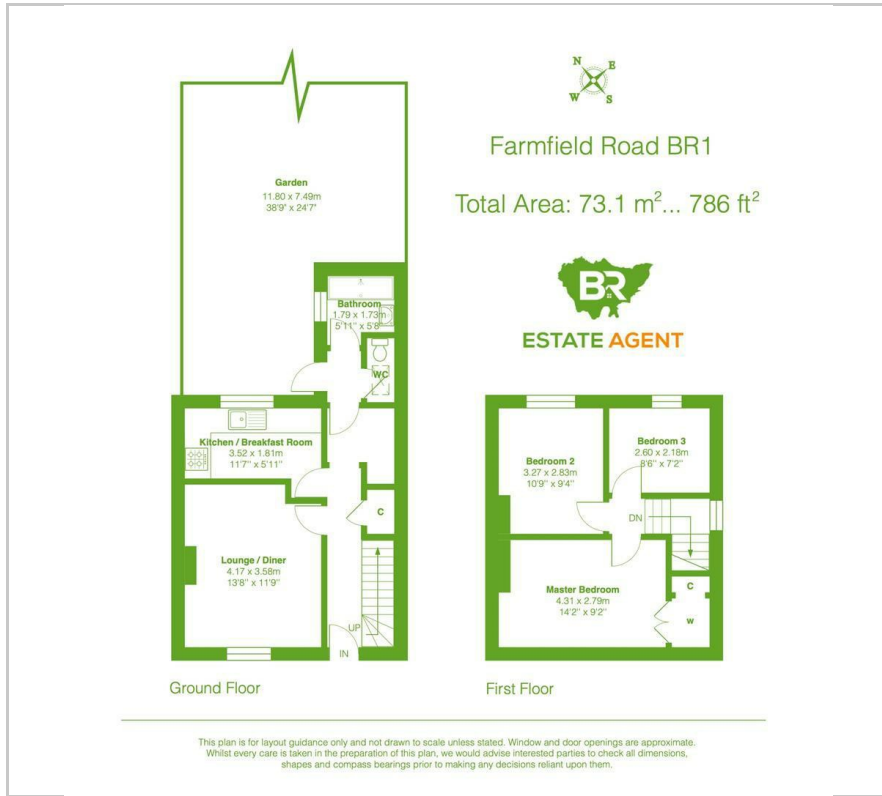 N
E
W
S
Farmfield Road BR1
Total Area: 73.1 m²... 786 ft²
BR
ESTATE AGENT
Garden
11.80 x 7.49m
38'9" x 24'7"
Bathroom
1.79 x 1.73m
5'11" x 5'8"
WC
Kitchen / Breakfast Room
3.52 x 1.81m
11'7" x 5'11"
C
Lounge / Diner
4.17 x 3.58m
13'8" x 11'9"
UP
IN
Ground Floor
Bedroom 2
3.27 x 2.83m
10'9" x 9'4"
Bedroom 3
2.60 x 2.18m
8'6" x 7'2"
DN
Master Bedroom
4.31 x 2.79m
14'2" x 9'2"
C
w
First Floor
This plan is for layout guidance only and not drawn to scale unless stated. Window and door openings are approximate.
Whilst every care is taken in the preparation of this plan, we would advise interested parties to check all dimensions,
shapes and compass bearings prior to making any decisions reliant upon them.